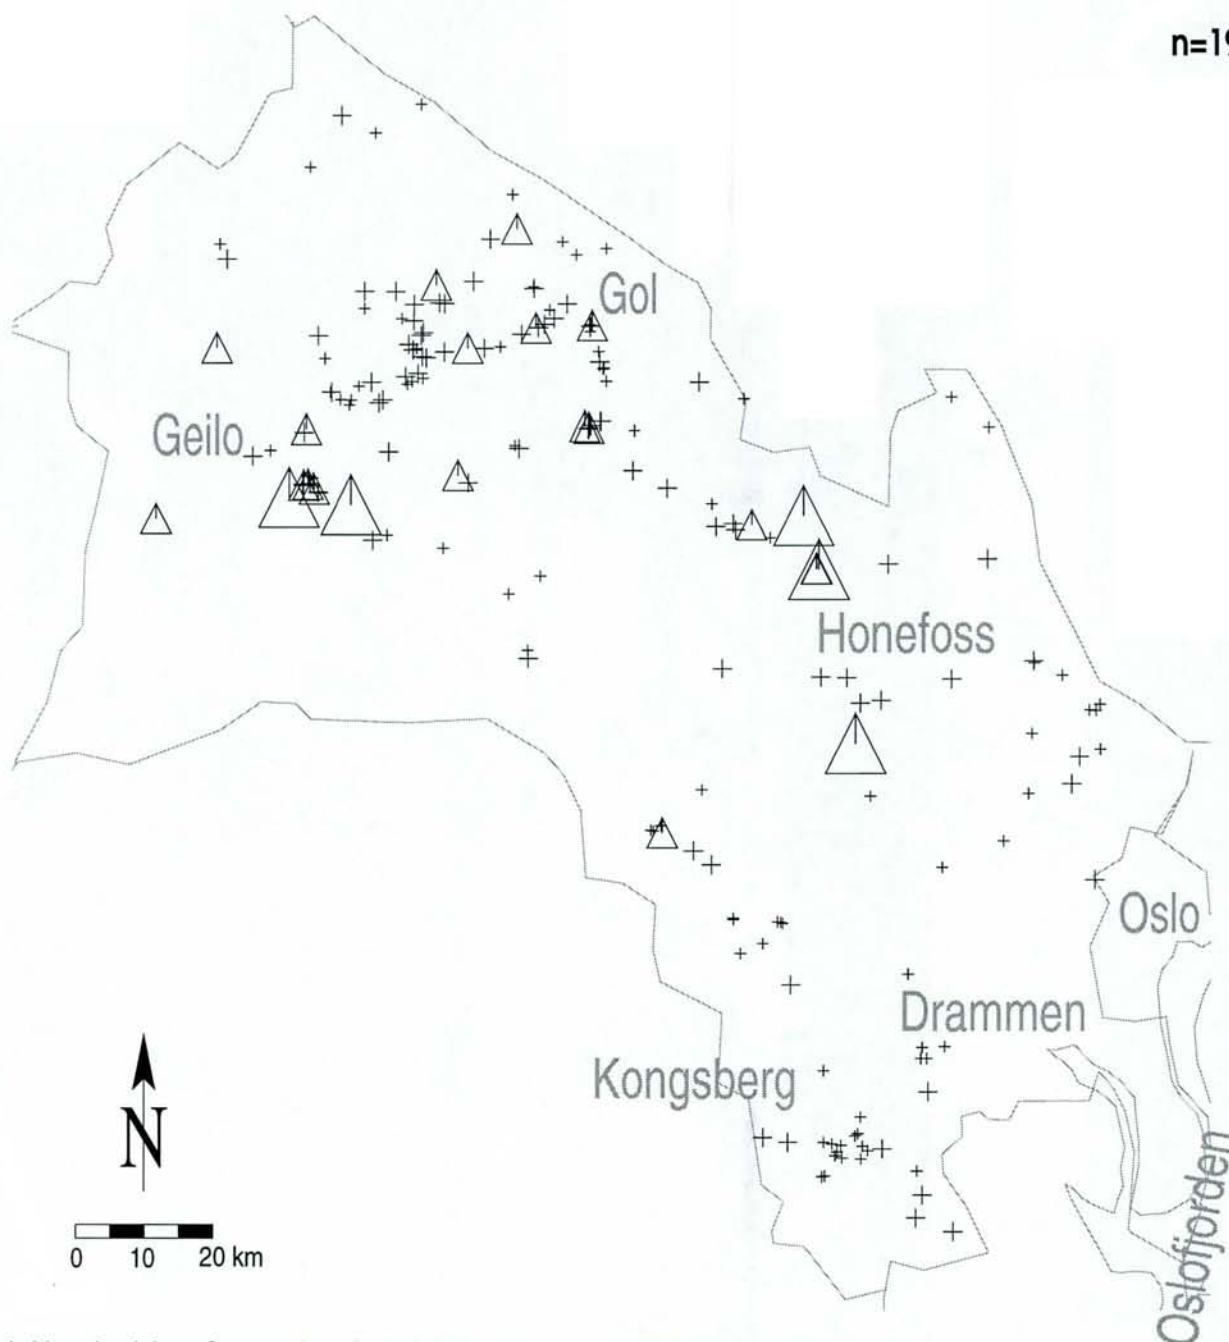 n=19
Gol
Geilo
Honefoss
Oslo
Drammen
Kongsberg
N
0 10 20 km
Oslofjorden